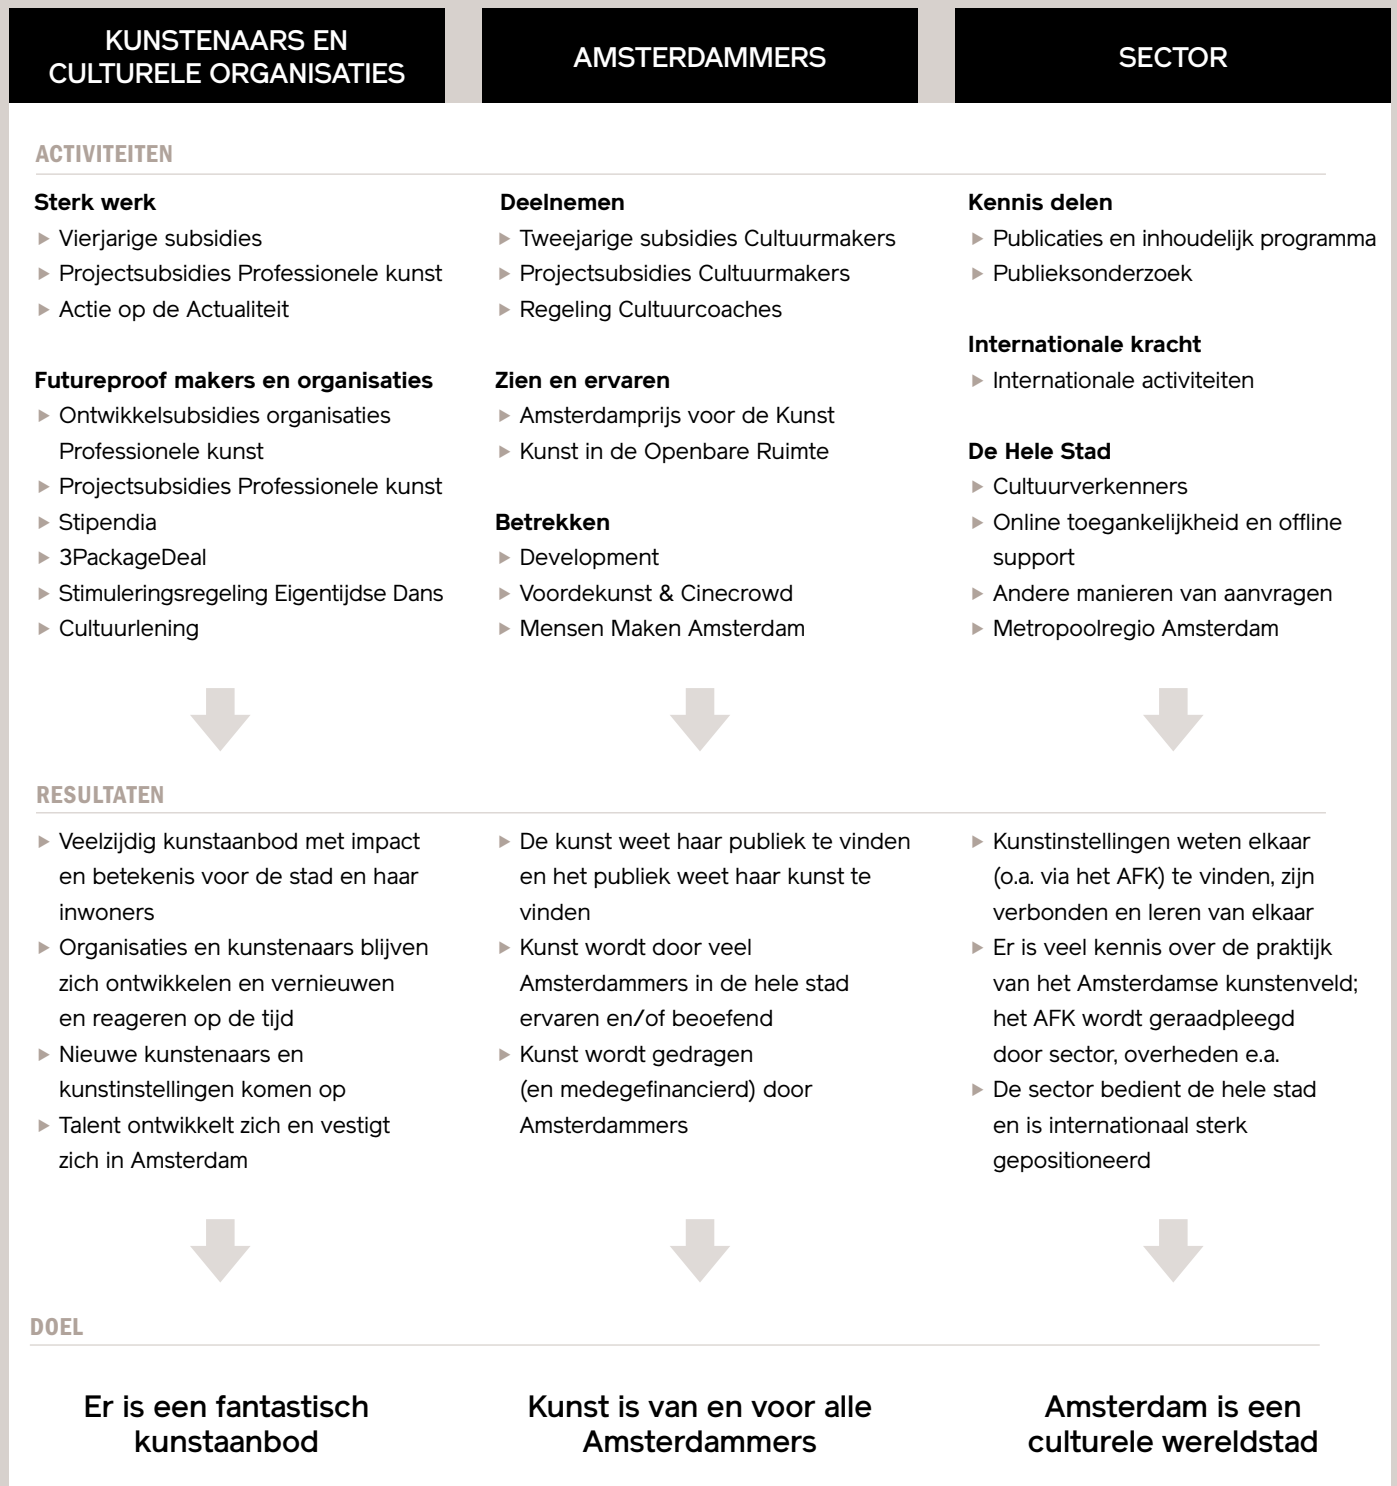 KUNSTENAARS EN
CULTURELE ORGANISATIES
AMSTERDAMMERS
SECTOR
ACTIVITEITEN
Sterk werk
▸ Vierjarige subsidies
▸ Projectsubsidies Professionele kunst
▸ Actie op de Actualiteit
Futureproof makers en organisaties
▸ Ontwikkelsubsidies organisaties
Professionele kunst
▸ Projectsubsidies Professionele kunst
▸ Stipendia
▸ 3PackageDeal
▸ Stimuleringsregeling Eigentijdse Dans
▸ Cultuurlening
Deelnemen
▸ Tweejarige subsidies Cultuurmakers
▸ Projectsubsidies Cultuurmakers
▸ Regeling Cultuurcoaches
Zien en ervaren
▸ Amsterdamprijs voor de Kunst
▸ Kunst in de Openbare Ruimte
Betrekken
▸ Development
▸ Voordekunst & Cinecrowd
▸ Mensen Maken Amsterdam
Kennis delen
▸ Publicaties en inhoudelijk programma
▸ Publieksonderzoek
Internationale kracht
▸ Internationale activiteiten
De Hele Stad
▸ Cultuurverkenners
▸ Online toegankelijkheid en offline
support
▸ Andere manieren van aanvragen
▸ Metropoolregio Amsterdam
RESULTATEN
▸ Veelzijdig kunstaanbod met impact
en betekenis voor de stad en haar
inwoners
▸ Organisaties en kunstenaars blijven
zich ontwikkelen en vernieuwen
en reageren op de tijd
▸ Nieuwe kunstenaars en
kunstinstellingen komen op
▸ Talent ontwikkelt zich en vestigt
zich in Amsterdam
▸ De kunst weet haar publiek te vinden
en het publiek weet haar kunst te
vinden
▸ Kunst wordt door veel
Amsterdammers in de hele stad
ervaren en/of beoefend
▸ Kunst wordt gedragen
(en medegefinancierd) door
Amsterdammers
▸ Kunstinstellingen weten elkaar
(o.a. via het AFK) te vinden, zijn
verbonden en leren van elkaar
▸ Er is veel kennis over de praktijk
van het Amsterdamse kunstenveld;
het AFK wordt geraadpleegd
door sector, overheden e.a.
▸ De sector bedient de hele stad
en is internationaal sterk
gepositioneerd
DOEL
Er is een fantastisch
kunstaanbod
Kunst is van en voor alle
Amsterdammers
Amsterdam is een
culturele wereldstad